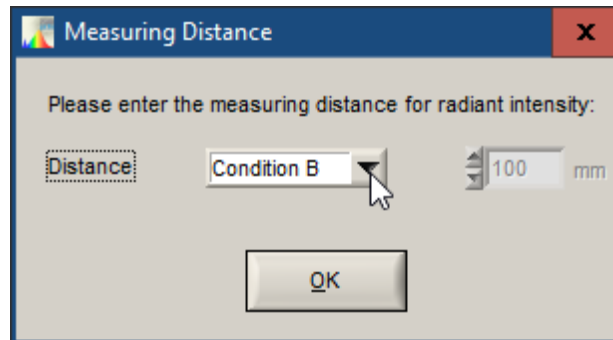 Measuring Distance
x
Please enter the measuring distance for radiant intensity:
Distance Condition B 100 mm
OK